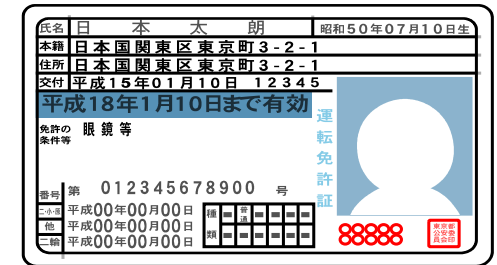 氏名 日本太朗 昭和50年07月10日生
本籍 日本国関東区東京町3-2-1
住所 日本国関東区東京町3-2-1
交付 平成15年01月10日 12345
平成18年1月10日まで有効
免許の条件等 眼鏡等
運転免許証
番号 第 012345678900 号
二・小・原 平成00年00月00日
他 平成00年00月00日
二輪 平成00年00月00日
種類 普通
東京都公安委員会印